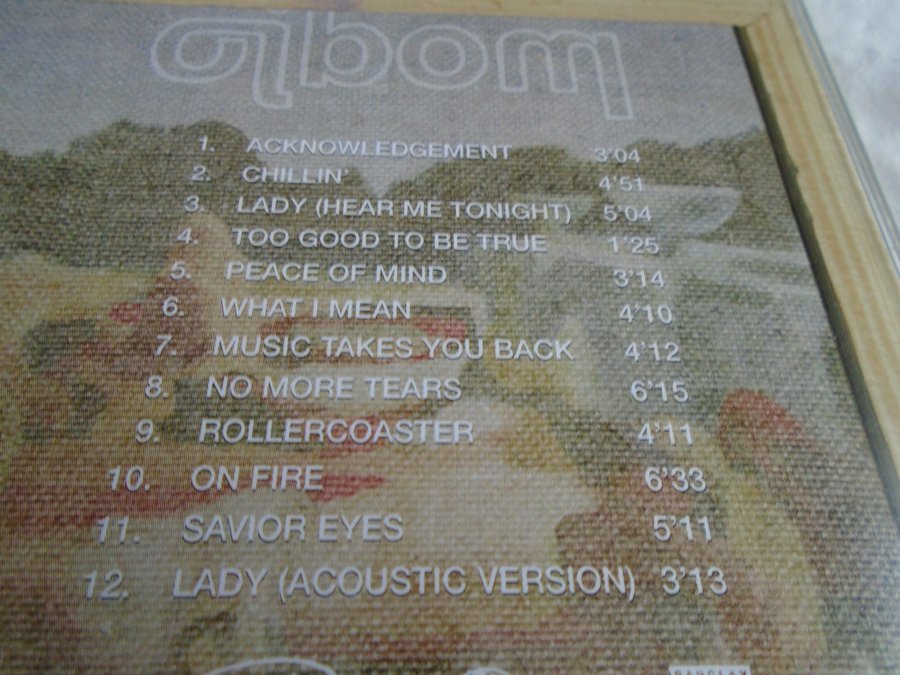 modjo
1. ACKNOWLEDGEMENT 3'04
2. CHILLIN' 4'51
3. LADY (HEAR ME TONIGHT) 5'04
4. TOO GOOD TO BE TRUE 1'25
5. PEACE OF MIND 3'14
6. WHAT I MEAN 4'10
7. MUSIC TAKES YOU BACK 4'12
8. NO MORE TEARS 6'15
9. ROLLERCOASTER 4'11
10. ON FIRE 6'33
11. SAVIOR EYES 5'11
12. LADY (ACOUSTIC VERSION) 3'13